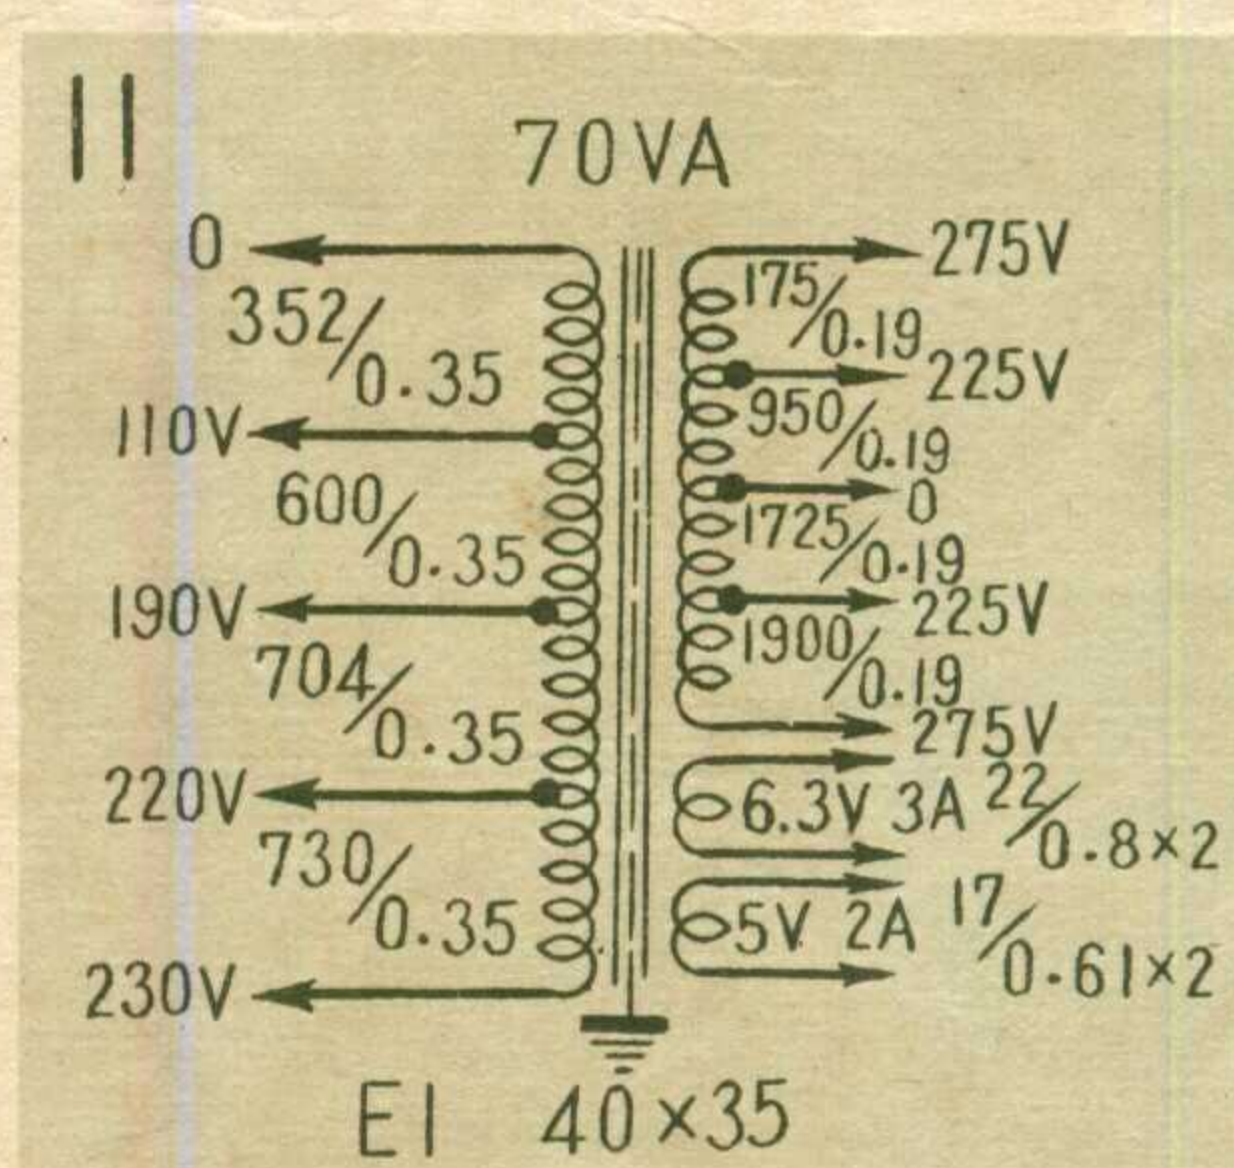 11
70VA
0
352/0.35
110V
600/0.35
190V
704/0.35
220V
730/0.35
230V
275V
175/0.19
225V
950/0.19
0
1725/0.19
225V
1900/0.19
275V
6.3V 3A 22/0.8×2
5V 2A 17/0.61×2
EI 40×35